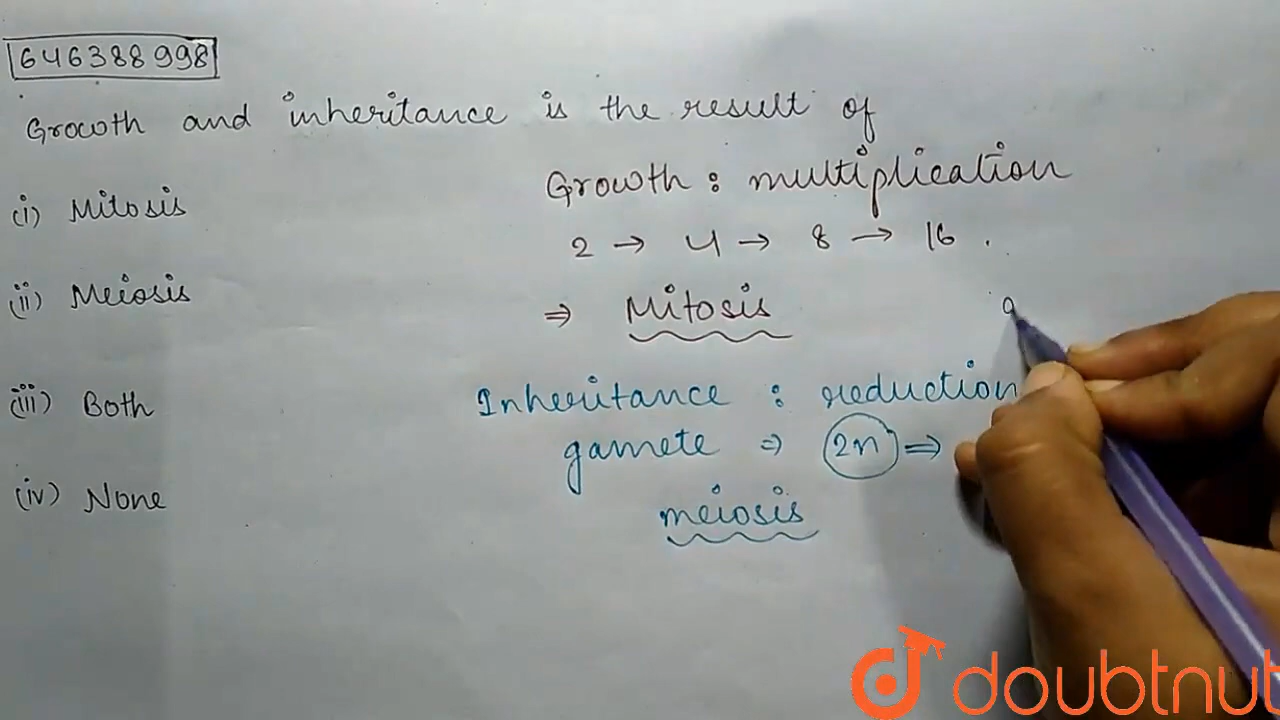 646388998
Growth and inheritance is the result of
(i) Mitosis
(ii) Meiosis
(iii) Both
(iv) None
Growth : multiplication
2 → 4 → 8 → 16 .
⇒ Mitosis
Inheritance : reduction
gamete ⇒ 2n ⇒
meiosis
doubtnut